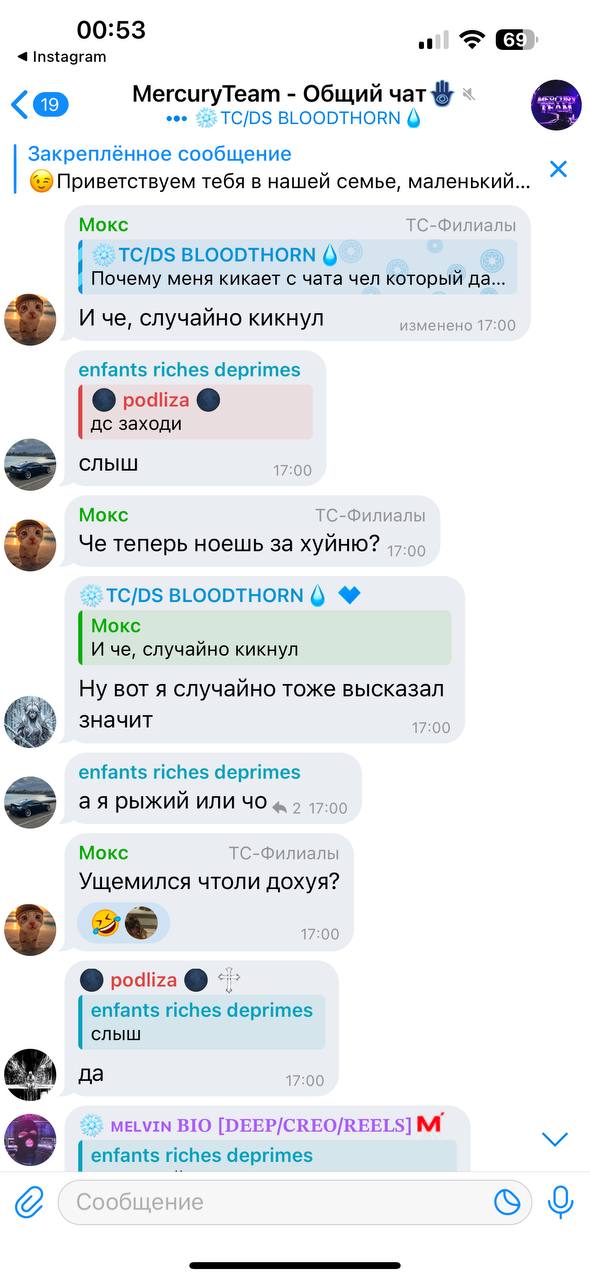 00:53
69
Instagram
19
MercuryTeam - Общий чат
TC/DS BLOODTHORN
MERCURY TEAM
Закреплённое сообщение
Приветствуем тебя в нашей семье, маленький...
Мокс
ТС-Филиалы
TC/DS BLOODTHORN
Почему меня кикает с чата чел который да...
И че, случайно кикнул
изменено 17:00
enfants riches deprimes
podliza
дс заходи
слыш
17:00
Мокс
ТС-Филиалы
Че теперь ноешь за хуйню?
17:00
TC/DS BLOODTHORN
Мокс
И че, случайно кикнул
Ну вот я случайно тоже высказал
значит
17:00
enfants riches deprimes
а я рыжий или чо
2 17:00
Мокс
ТС-Филиалы
Ущемился чтоли дохуя?
17:00
podliza
enfants riches deprimes
слыш
да
17:00
ᴍᴇʟᴠɪɴ BIO [DEEP/CREO/REELS] M
enfants riches deprimes
Сообщение